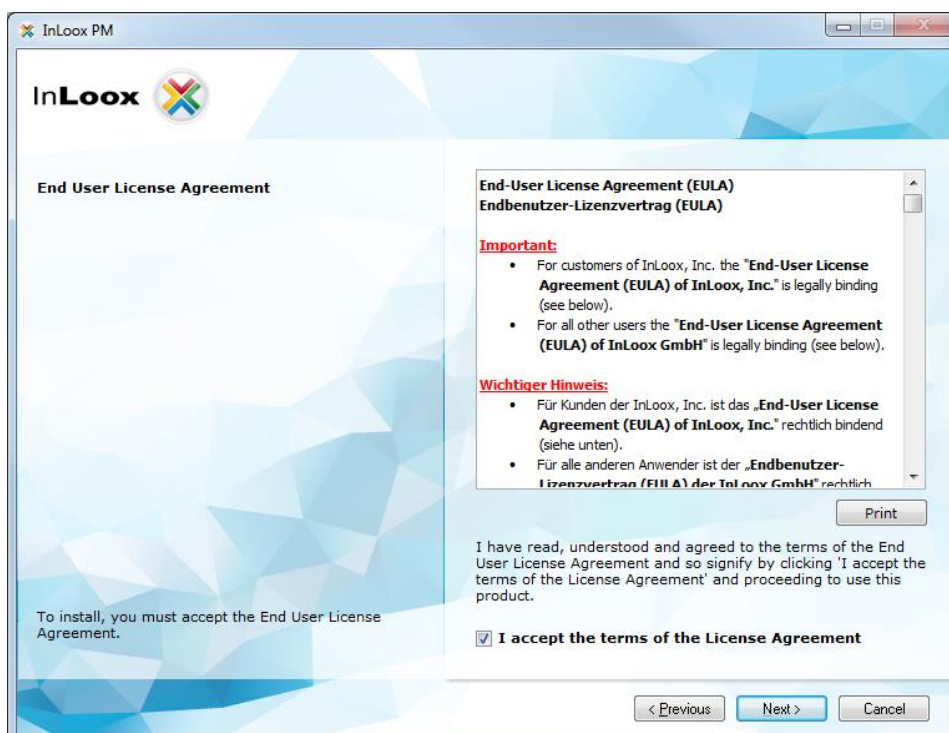 InLoox PM
InLoox
End User License Agreement
To install, you must accept the End User License
Agreement.
End-User License Agreement (EULA)
Endbenutzer-Lizenzvertrag (EULA)
Important:
• For customers of InLoox, Inc. the "End-User License
Agreement (EULA) of InLoox, Inc." is legally binding
(see below).
• For all other users the "End-User License Agreement
(EULA) of InLoox GmbH" is legally binding (see below).
Wichtiger Hinweis:
• Für Kunden der InLoox, Inc. ist das „End-User License
Agreement (EULA) of InLoox, Inc." rechtlich bindend
(siehe unten).
• Für alle anderen Anwender ist der „Endbenutzer-
Lizenzvertrag (EULA) der InLoox GmbH" rechtlich
Print
I have read, understood and agreed to the terms of the End
User License Agreement and so signify by clicking 'I accept the
terms of the License Agreement' and proceeding to use this
product.
I accept the terms of the License Agreement
< Previous Next > Cancel